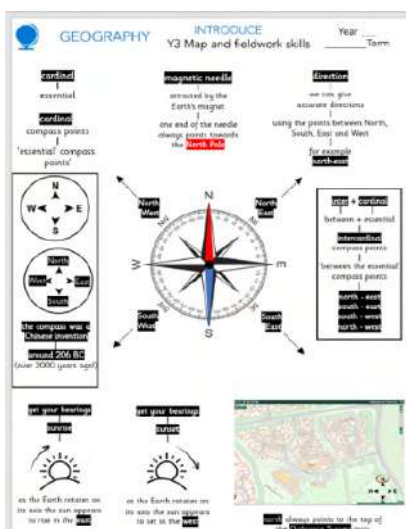 GEOGRAPHY
INTRODUCE
Y3 Map and fieldwork skills
Year
Term
cardinal
essential
cardinal
compass points
'essential' compass
points'
magnetic needle
attracted by the
Earth's magnet
one end of the needle
always points towards
the North Pole
direction
we can give
accurate directions
using the points between North,
South, East and West
for example
north-east
N
W E
S
North
West East
South
the compass was a
Chinese invention
around 206 BC
(over 2000 years ago!)
North
West
North
East
South
West
South
East
N
NW
NE
W
E
SW
SE
S
inter + cardinal
between + essential
intercardinal
compass points
'between the essential'
compass points
north - east
south - east
south - west
north - west
get your bearings
sunrise
as the Earth rotates on
its axis the sun appears
to rise in the east
get your bearings
sunset
as the Earth rotates on
its axis the sun appears
to set in the west
north always points to the top of